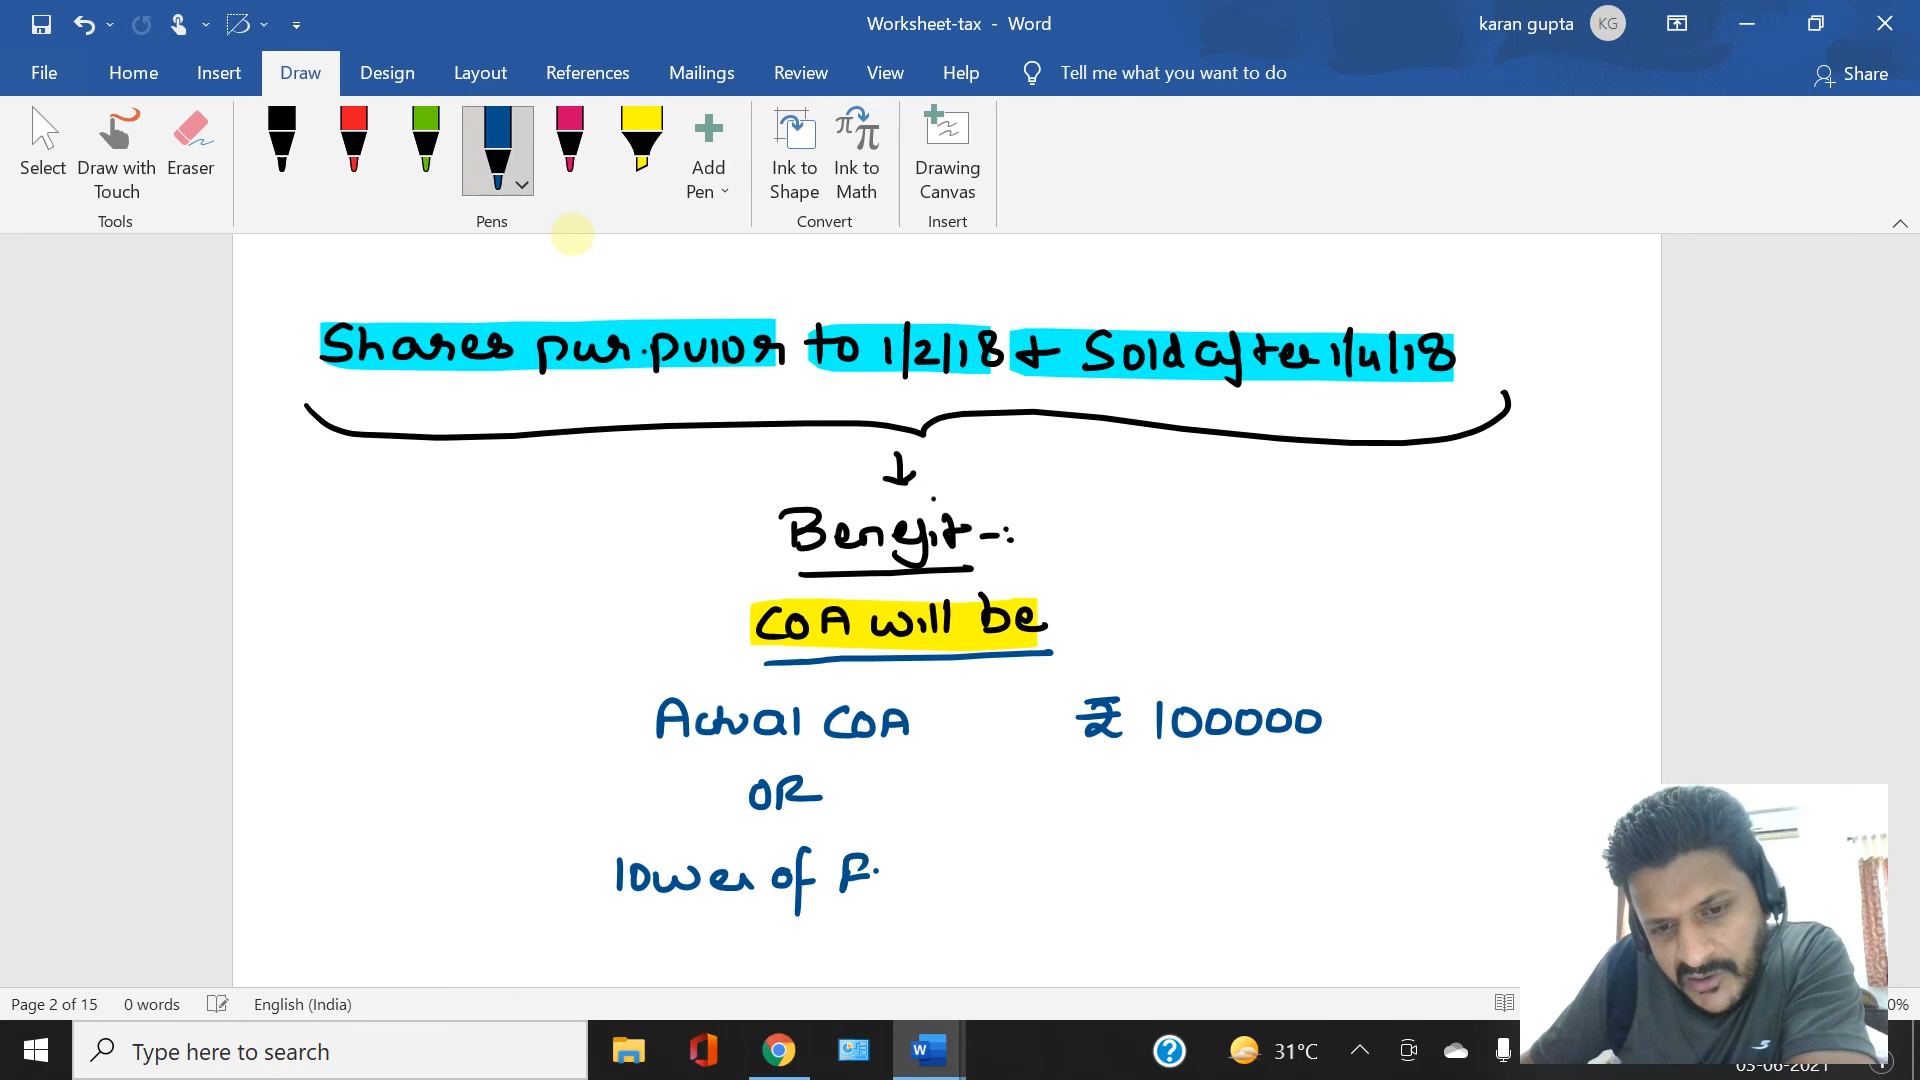 Worksheet-tax - Word
karan gupta
KG
File Home Insert Draw Design Layout References Mailings Review View Help Tell me what you want to do Share
Select
Draw with Touch
Eraser
Add Pen
Ink to Shape
Ink to Math
Drawing Canvas
Tools Pens Convert Insert
Shares pur. prior to 1/2/18 + Sold after 1/4/18
Benefit -:
COA will be
Actual COA ₹ 100000
OR
lower of F.
Page 2 of 15 0 words English (India) 0%
Type here to search
W
?
31°C
03-06-2021